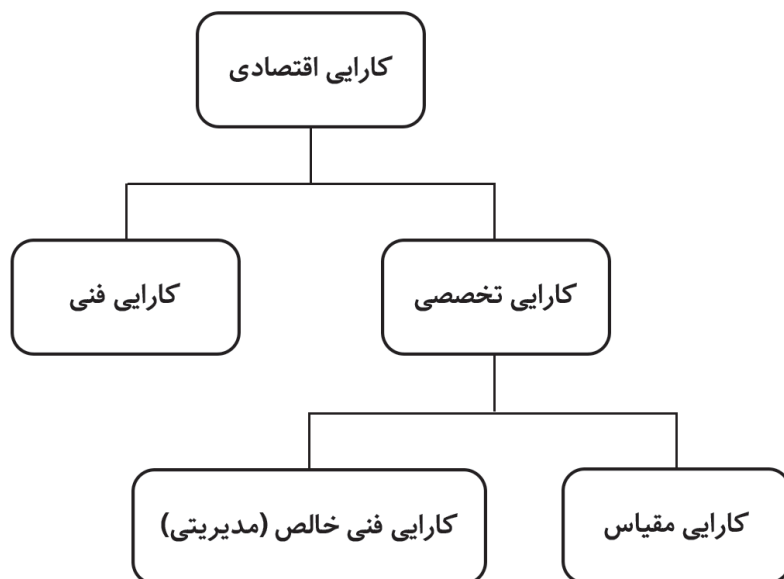 کارایی اقتصادی
کارایی تخصصی
کارایی فنی
کارایی مقیاس
کارایی فنی خالص (مدیریتی)